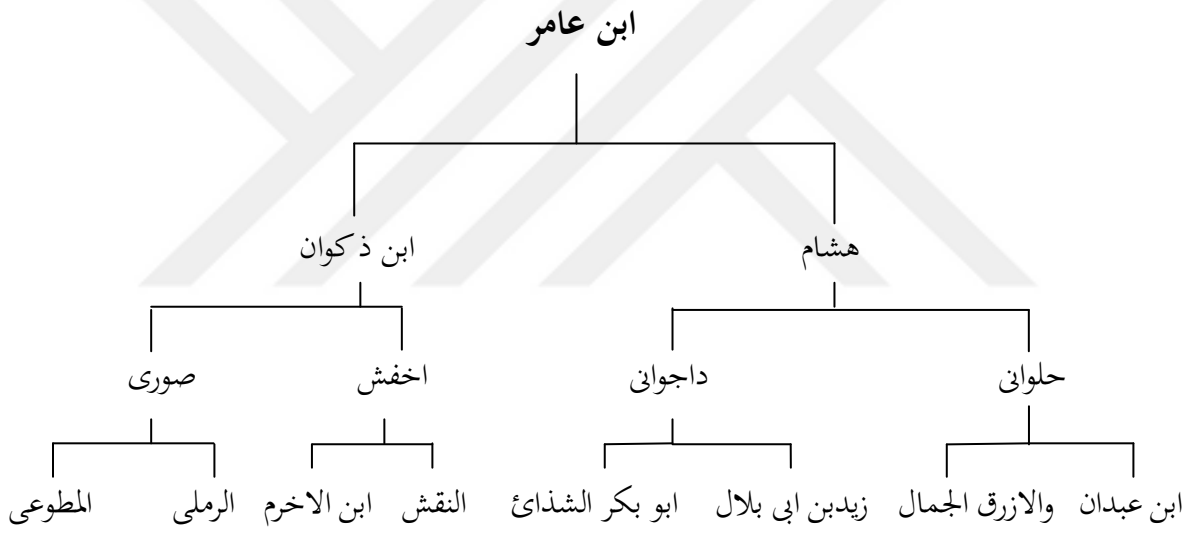 ابن عامر
هشام ابن ذكوان
حلوانى داجوانى اخفش صورى
ابن عبدان والازرق الجمال زيدبن ابى بلال ابو بكر الشذائ النقش ابن الاخرم الرملى المطوعى